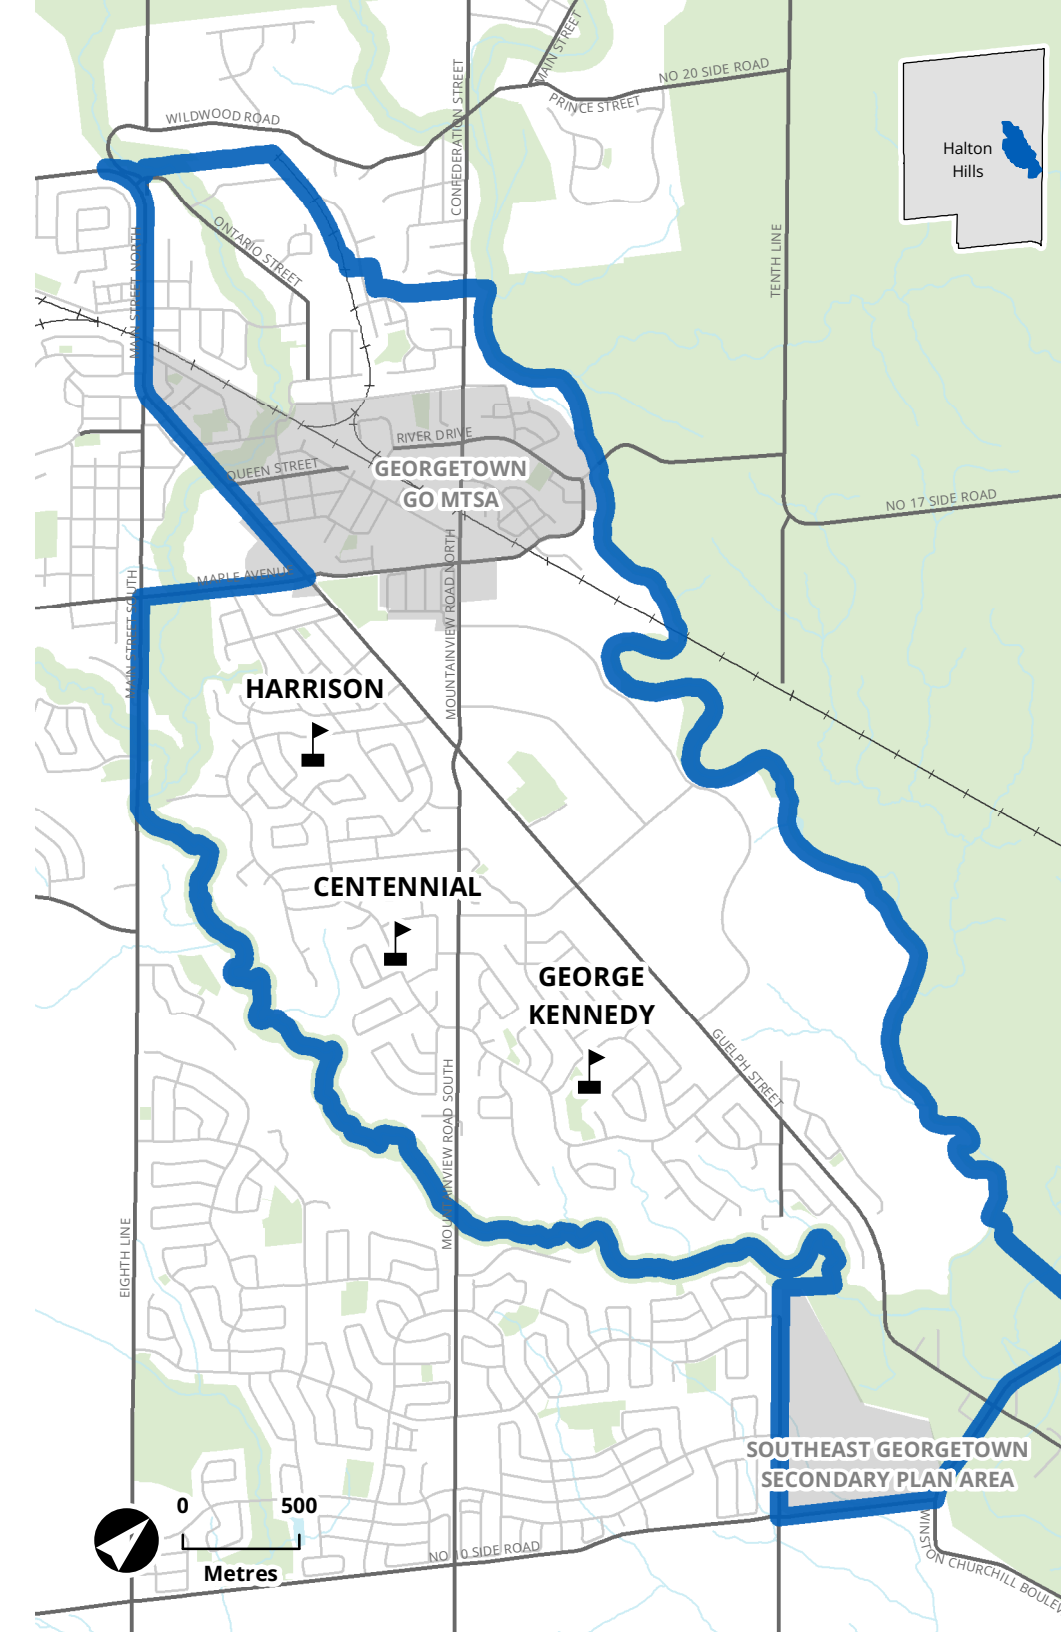 MAIN STREET
NO 20 SIDE ROAD
PRINCE STREET
CONFEDERATION STREET
WILDWOOD ROAD
Halton
Hills
ONTARIO STREET
TENTH LINE
MAIN STREET NORTH
RIVER DRIVE
QUEEN STREET
GEORGETOWN
GO MTSA
NO 17 SIDE ROAD
MAPLE AVENUE
MAIN STREET SOUTH
MOUNTAINVIEW ROAD NORTH
HARRISON
CENTENNIAL
GEORGE
KENNEDY
GUELPH STREET
MOUNTAINVIEW ROAD SOUTH
EIGHTH LINE
SOUTHEAST GEORGETOWN
SECONDARY PLAN AREA
0 500
Metres
NO 10 SIDE ROAD
WINSTON CHURCHILL BOULEV